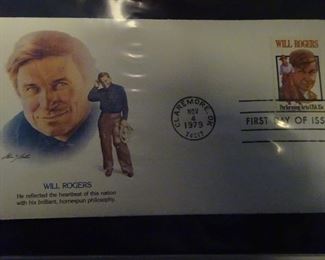 WILL ROGERS
He reflected the heartbeat of this nation
with his brilliant, homespun philosophy.
CLAREMORE, OK
NOV
4
1979
74017
WILL ROGERS
Performing Arts USA 15c
FIRST DAY OF ISS